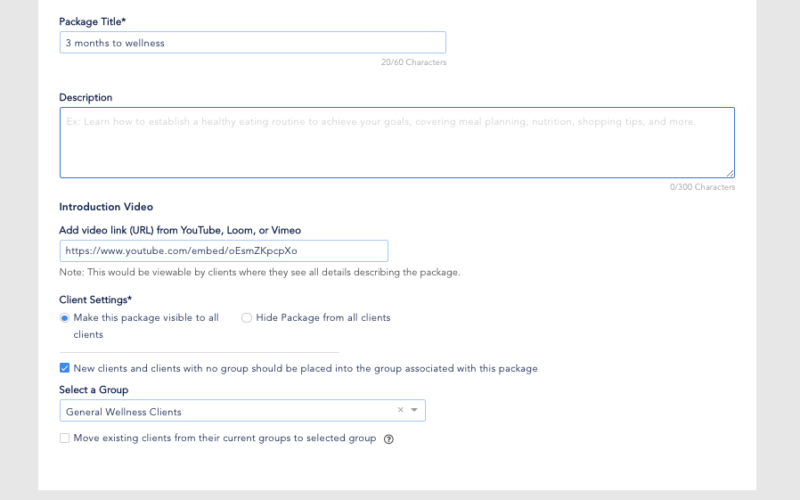 Package Title*
3 months to wellness
20/60 Characters
Description
Ex: Learn how to establish a healthy eating routine to achieve your goals, covering meal planning, nutrition, shopping tips, and more.
0/300 Characters
Introduction Video
Add video link (URL) from YouTube, Loom, or Vimeo
https://www.youtube.com/embed/oEsmZKpcpXo
Note: This would be viewable by clients where they see all details describing the package.
Client Settings*
Make this package visible to all Hide Package from all clients
clients
New clients and clients with no group should be placed into the group associated with this package
Select a Group
General Wellness Clients ×
Move existing clients from their current groups to selected group ?